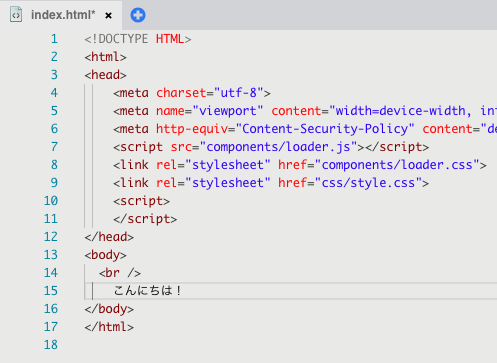 index.html* ×
1 <!DOCTYPE HTML>
2 <html>
3 <head>
4 <meta charset="utf-8">
5 <meta name="viewport" content="width=device-width,
6 <meta http-equiv="Content-Security-Policy" content="de
7 <script src="components/loader.js"></script>
8 <link rel="stylesheet" href="components/loader.css">
9 <link rel="stylesheet" href="css/style.css">
10 <script>
11 </script>
12 </head>
13 <body>
14 <br />
15 こんにちは！
16 </body>
17 </html>
18